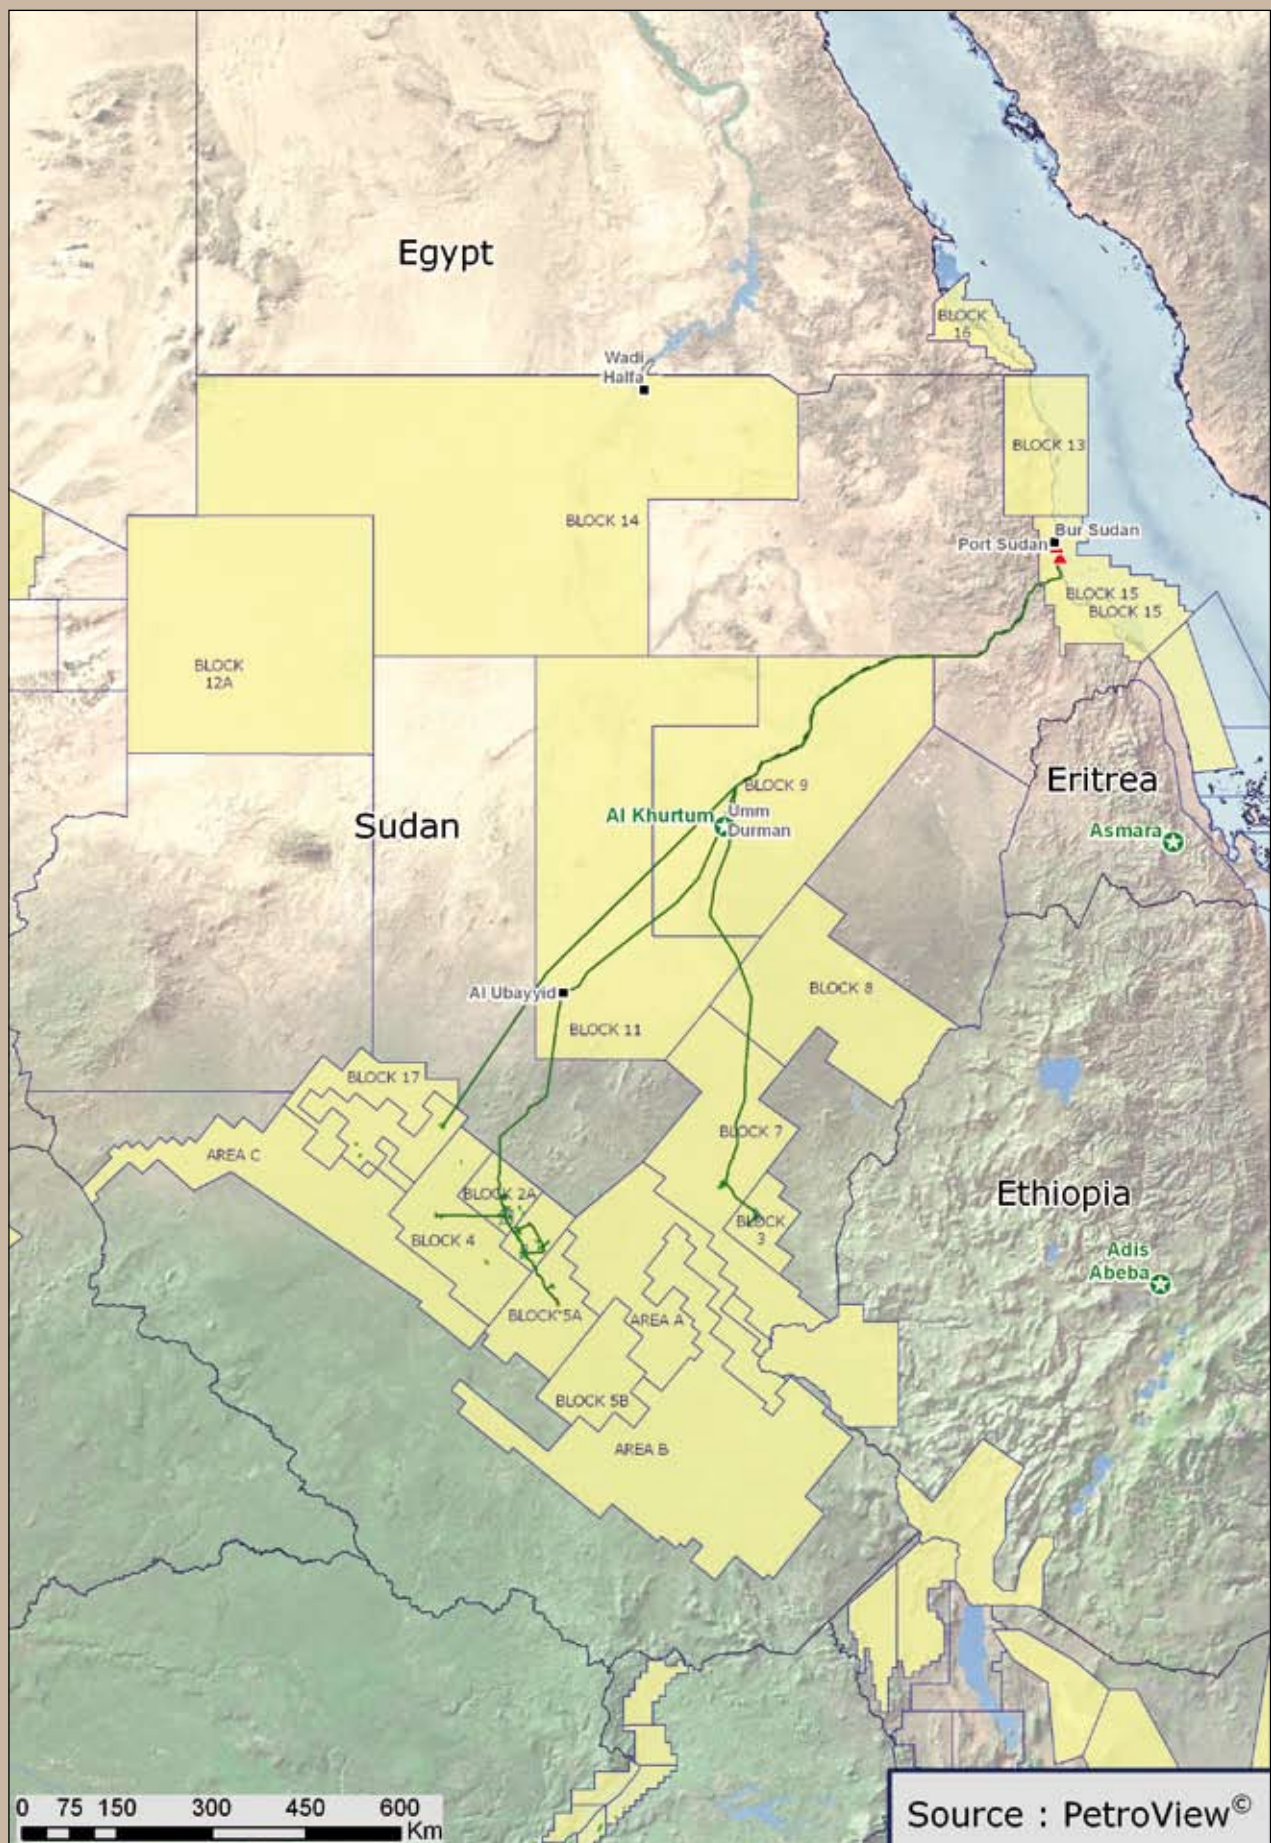 Egypt
BLOCK
16
Wadi
Halfa
BLOCK 13
BLOCK 14
Bur Sudan
Port Sudan
BLOCK 15
BLOCK 15
BLOCK
12A
Eritrea
BLOCK 9
Al Khurtum
Umm
Durman
Sudan
Asmara
BLOCK 8
Al Ubayyid
BLOCK 11
BLOCK 17
BLOCK 7
AREA C
BLOCK 2A
Ethiopia
BLOCK
3
BLOCK 4
Adis
Abeba
BLOCK 5A
AREA A
BLOCK 5B
AREA B
0 75 150 300 450 600
Km
Source : PetroView©